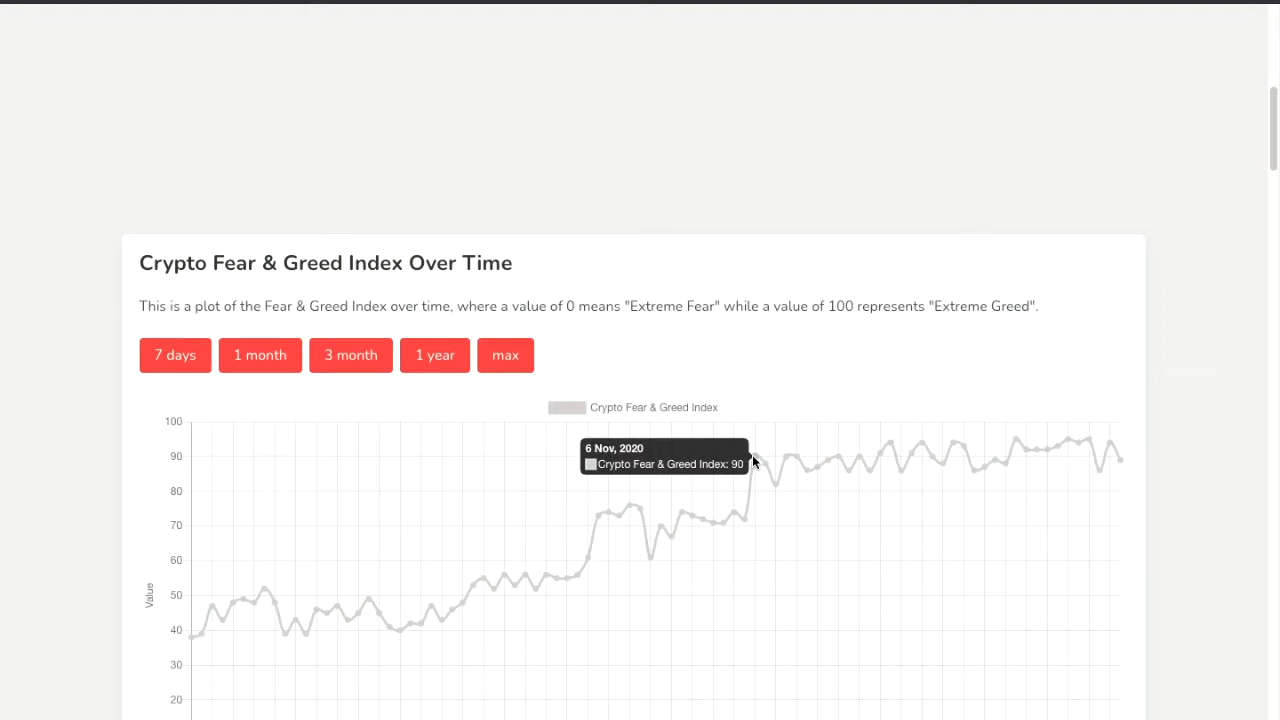 Crypto Fear & Greed Index Over Time
This is a plot of the Fear & Greed Index over time, where a value of 0 means "Extreme Fear" while a value of 100 represents "Extreme Greed".
7 days 1 month 3 month 1 year max
Crypto Fear & Greed Index
100
6 Nov, 2020
90
Crypto Fear & Greed Index: 90
80
70
60
50
Value
40
30
20